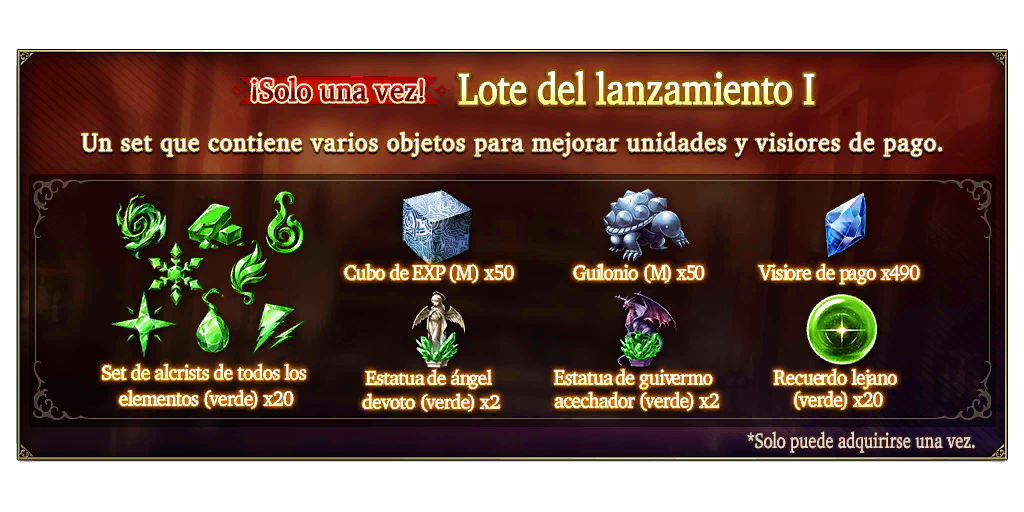 ¡Solo una vez! Lote del lanzamiento I
Un set que contiene varios objetos para mejorar unidades y visiores de pago.
Cubo de EXP (M) x50
Guilonio (M) x50
Visiore de pago x490
Set de alcrists de todos los
elementos (verde) x20
Estatua de ángel
devoto (verde) x2
Estatua de guivermo
acechador (verde) x2
Recuerdo lejano
(verde) x20
*Solo puede adquirirse una vez.